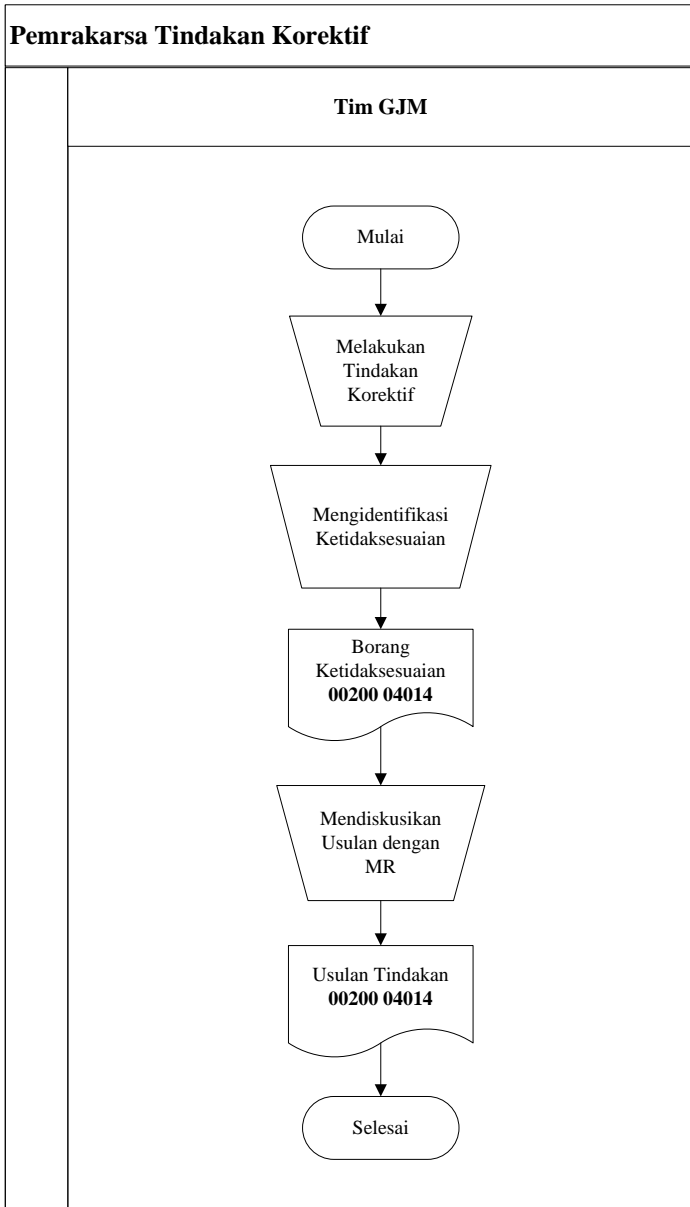 Pemrakarsa Tindakan Korektif
Tim GJM
Mulai
Melakukan
Tindakan
Korektif
Mengidentifikasi
Ketidaksesuaian
Borang
Ketidaksesuaian
00200 04014
Mendiskusikan
Usulan dengan
MR
Usulan Tindakan
00200 04014
Selesai